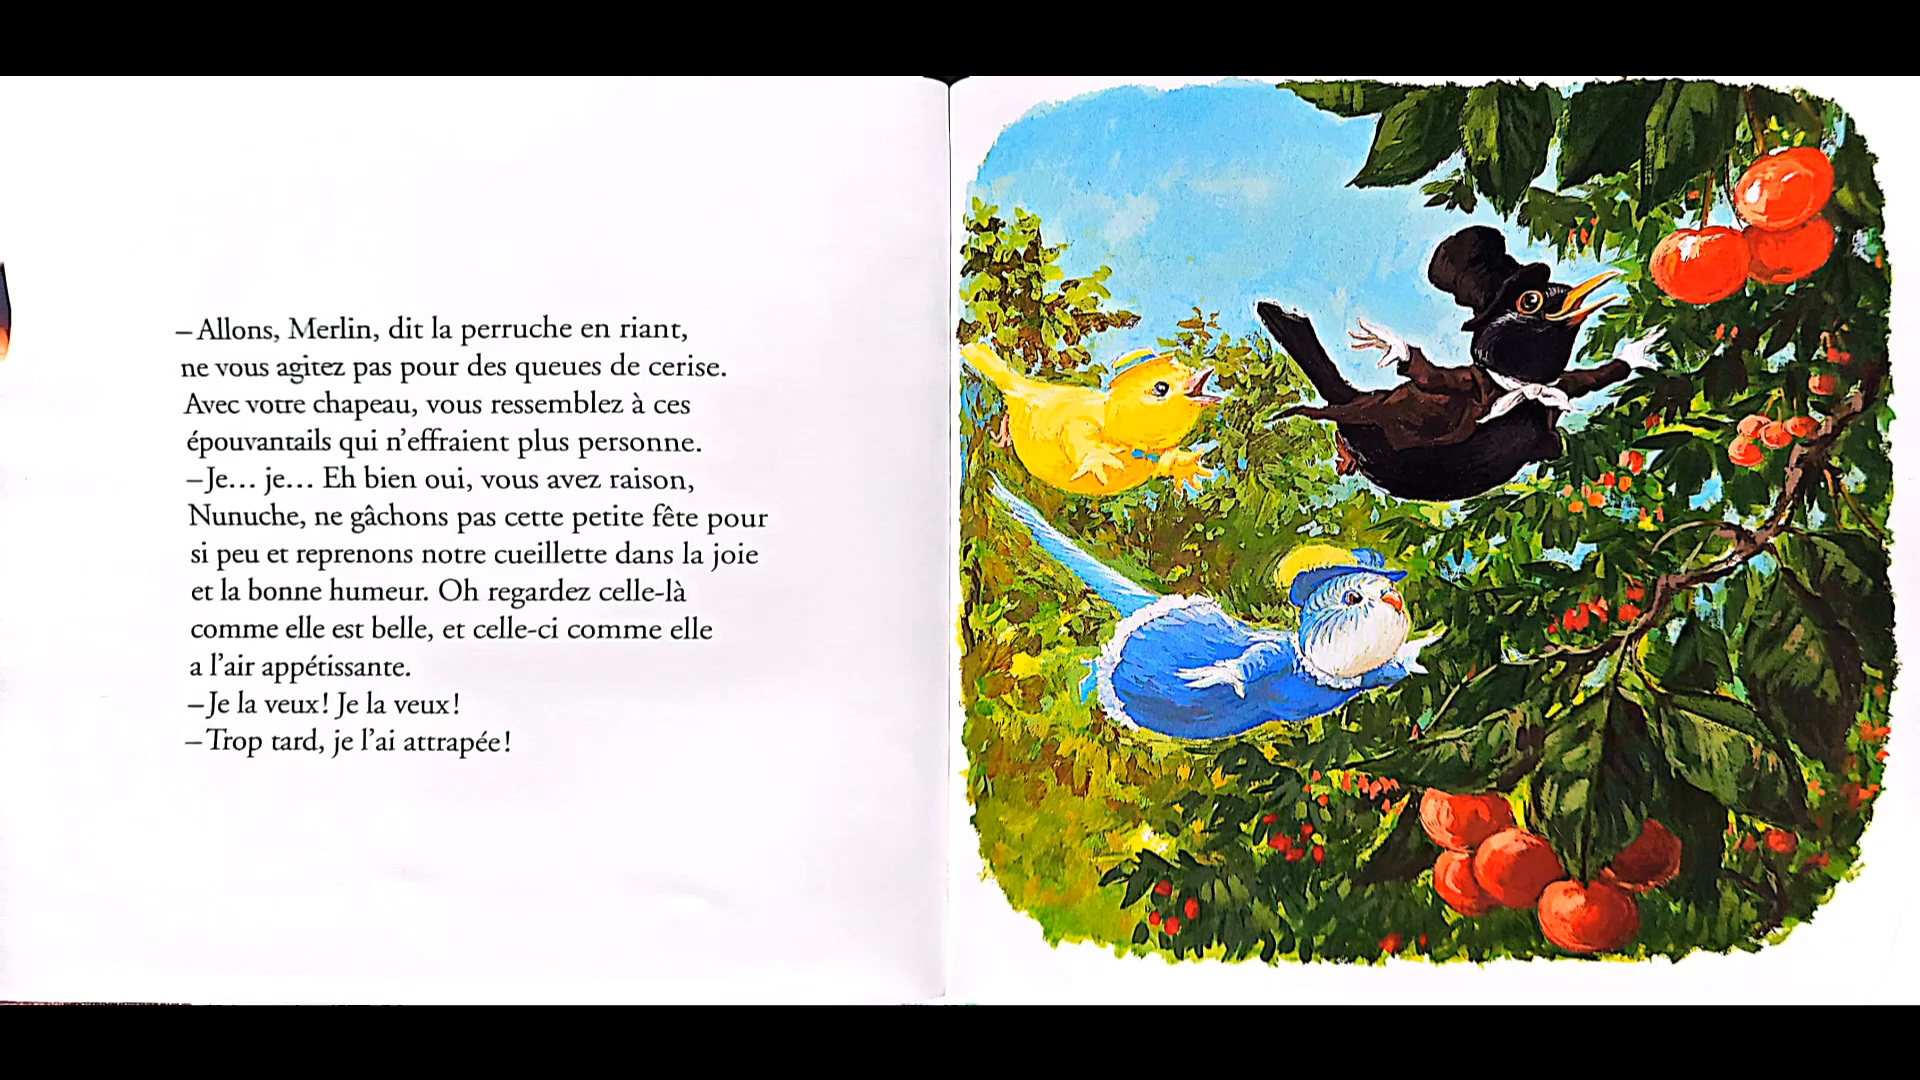 – Allons, Merlin, dit la perruche en riant,
ne vous agitez pas pour des queues de cerise.
Avec votre chapeau, vous ressemblez à ces
épouvantails qui n’effraient plus personne.
– Je… je… Eh bien oui, vous avez raison,
Nunuche, ne gâchons pas cette petite fête pour
si peu et reprenons notre cueillette dans la joie
et la bonne humeur. Oh regardez celle-là
comme elle est belle, et celle-ci comme elle
a l’air appétissante.
– Je la veux ! Je la veux !
– Trop tard, je l’ai attrapée !